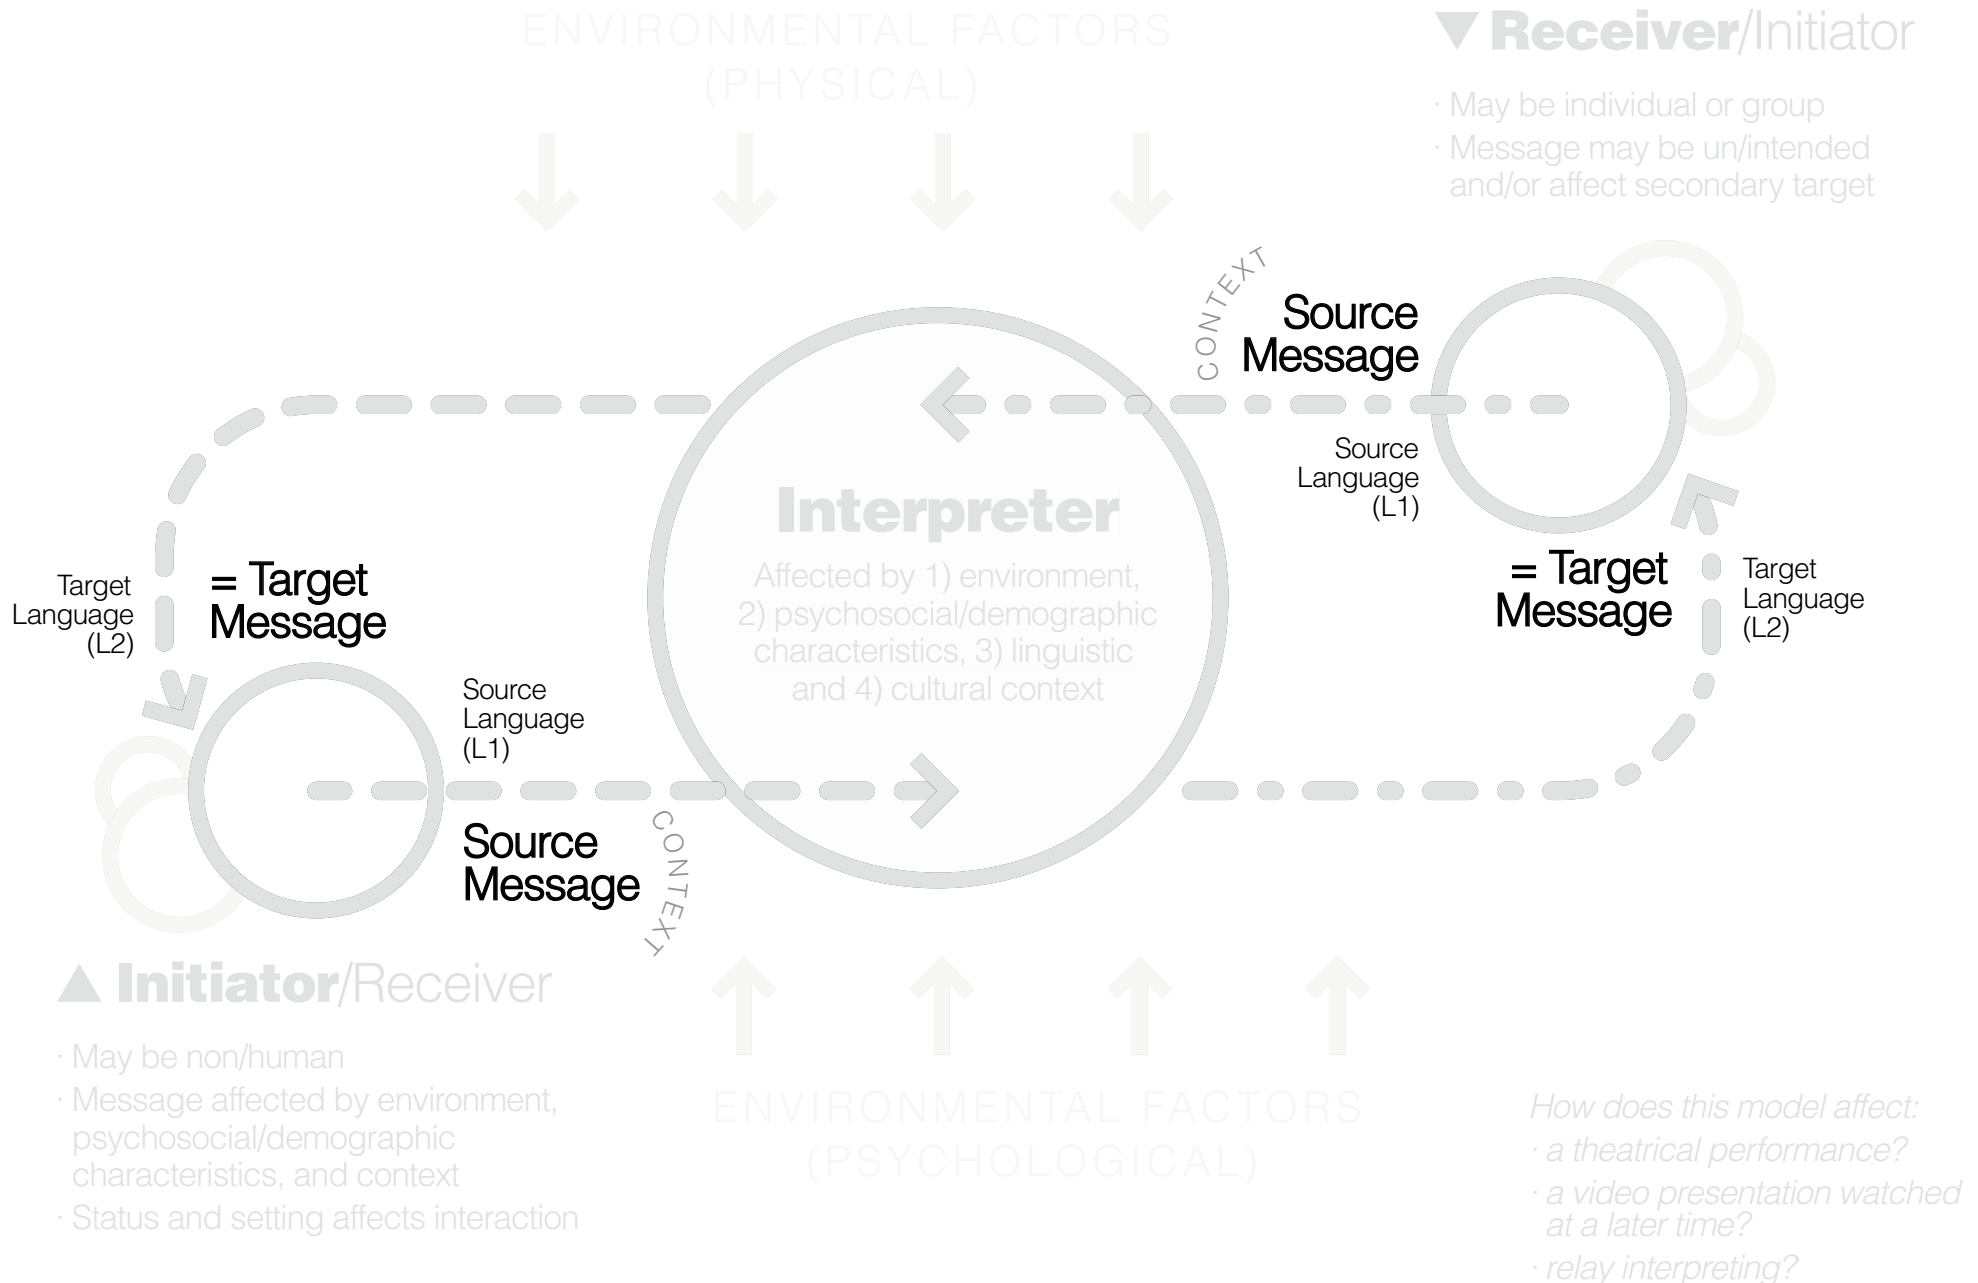 ENVIRONMENTAL FACTORS
(PHYSICAL)
▼ Receiver/Initiator
· May be individual or group
· Message may be un/intended
and/or affect secondary target
CONTEXT
Source
Message
Source
Language
(L1)
Interpreter
Affected by 1) environment,
2) psychosocial/demographic
characteristics, 3) linguistic
and 4) cultural context
Target
Language
(L2)
= Target
Message
= Target
Message
Target
Language
(L2)
Source
Language
(L1)
Source
Message
CONTEXT
▲ Initiator/Receiver
· May be non/human
· Message affected by environment,
psychosocial/demographic
characteristics, and context
· Status and setting affects interaction
ENVIRONMENTAL FACTORS
(PSYCHOLOGICAL)
How does this model affect:
· a theatrical performance?
· a video presentation watched
at a later time?
· relay interpreting?